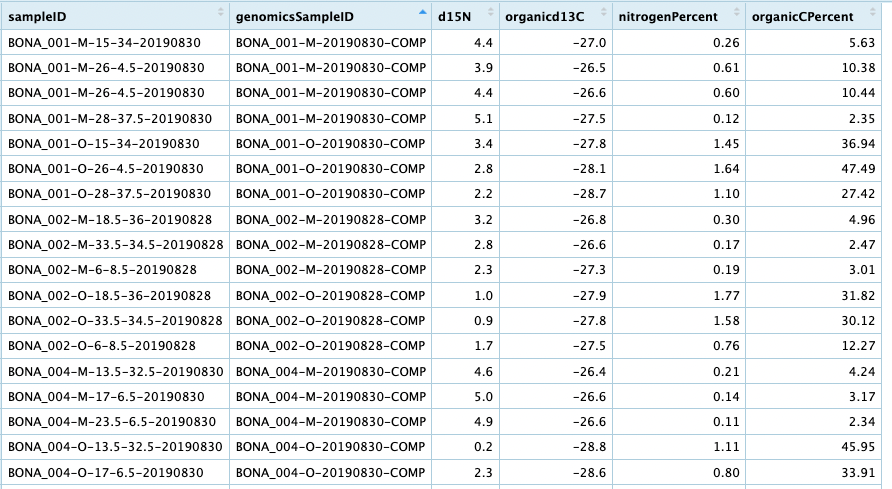 sampleID genomicsSampleID d15N organicd13C nitrogenPercent organicCPercent
BONA_001-M-15-34-20190830 BONA_001-M-20190830-COMP 4.4 -27.0 0.26 5.63
BONA_001-M-26-4.5-20190830 BONA_001-M-20190830-COMP 3.9 -26.5 0.61 10.38
BONA_001-M-26-4.5-20190830 BONA_001-M-20190830-COMP 4.4 -26.6 0.60 10.44
BONA_001-M-28-37.5-20190830 BONA_001-M-20190830-COMP 5.1 -27.5 0.12 2.35
BONA_001-O-15-34-20190830 BONA_001-O-20190830-COMP 3.4 -27.8 1.45 36.94
BONA_001-O-26-4.5-20190830 BONA_001-O-20190830-COMP 2.8 -28.1 1.64 47.49
BONA_001-O-28-37.5-20190830 BONA_001-O-20190830-COMP 2.2 -28.7 1.10 27.42
BONA_002-M-18.5-36-20190828 BONA_002-M-20190828-COMP 3.2 -26.8 0.30 4.96
BONA_002-M-33.5-34.5-20190828 BONA_002-M-20190828-COMP 2.8 -26.6 0.17 2.47
BONA_002-M-6-8.5-20190828 BONA_002-M-20190828-COMP 2.3 -27.3 0.19 3.01
BONA_002-O-18.5-36-20190828 BONA_002-O-20190828-COMP 1.0 -27.9 1.77 31.82
BONA_002-O-33.5-34.5-20190828 BONA_002-O-20190828-COMP 0.9 -27.8 1.58 30.12
BONA_002-O-6-8.5-20190828 BONA_002-O-20190828-COMP 1.7 -27.5 0.76 12.27
BONA_004-M-13.5-32.5-20190830 BONA_004-M-20190830-COMP 4.6 -26.4 0.21 4.24
BONA_004-M-17-6.5-20190830 BONA_004-M-20190830-COMP 5.0 -26.6 0.14 3.17
BONA_004-M-23.5-6.5-20190830 BONA_004-M-20190830-COMP 4.9 -26.6 0.11 2.34
BONA_004-O-13.5-32.5-20190830 BONA_004-O-20190830-COMP 0.2 -28.8 1.11 45.95
BONA_004-O-17-6.5-20190830 BONA_004-O-20190830-COMP 2.3 -28.6 0.80 33.91